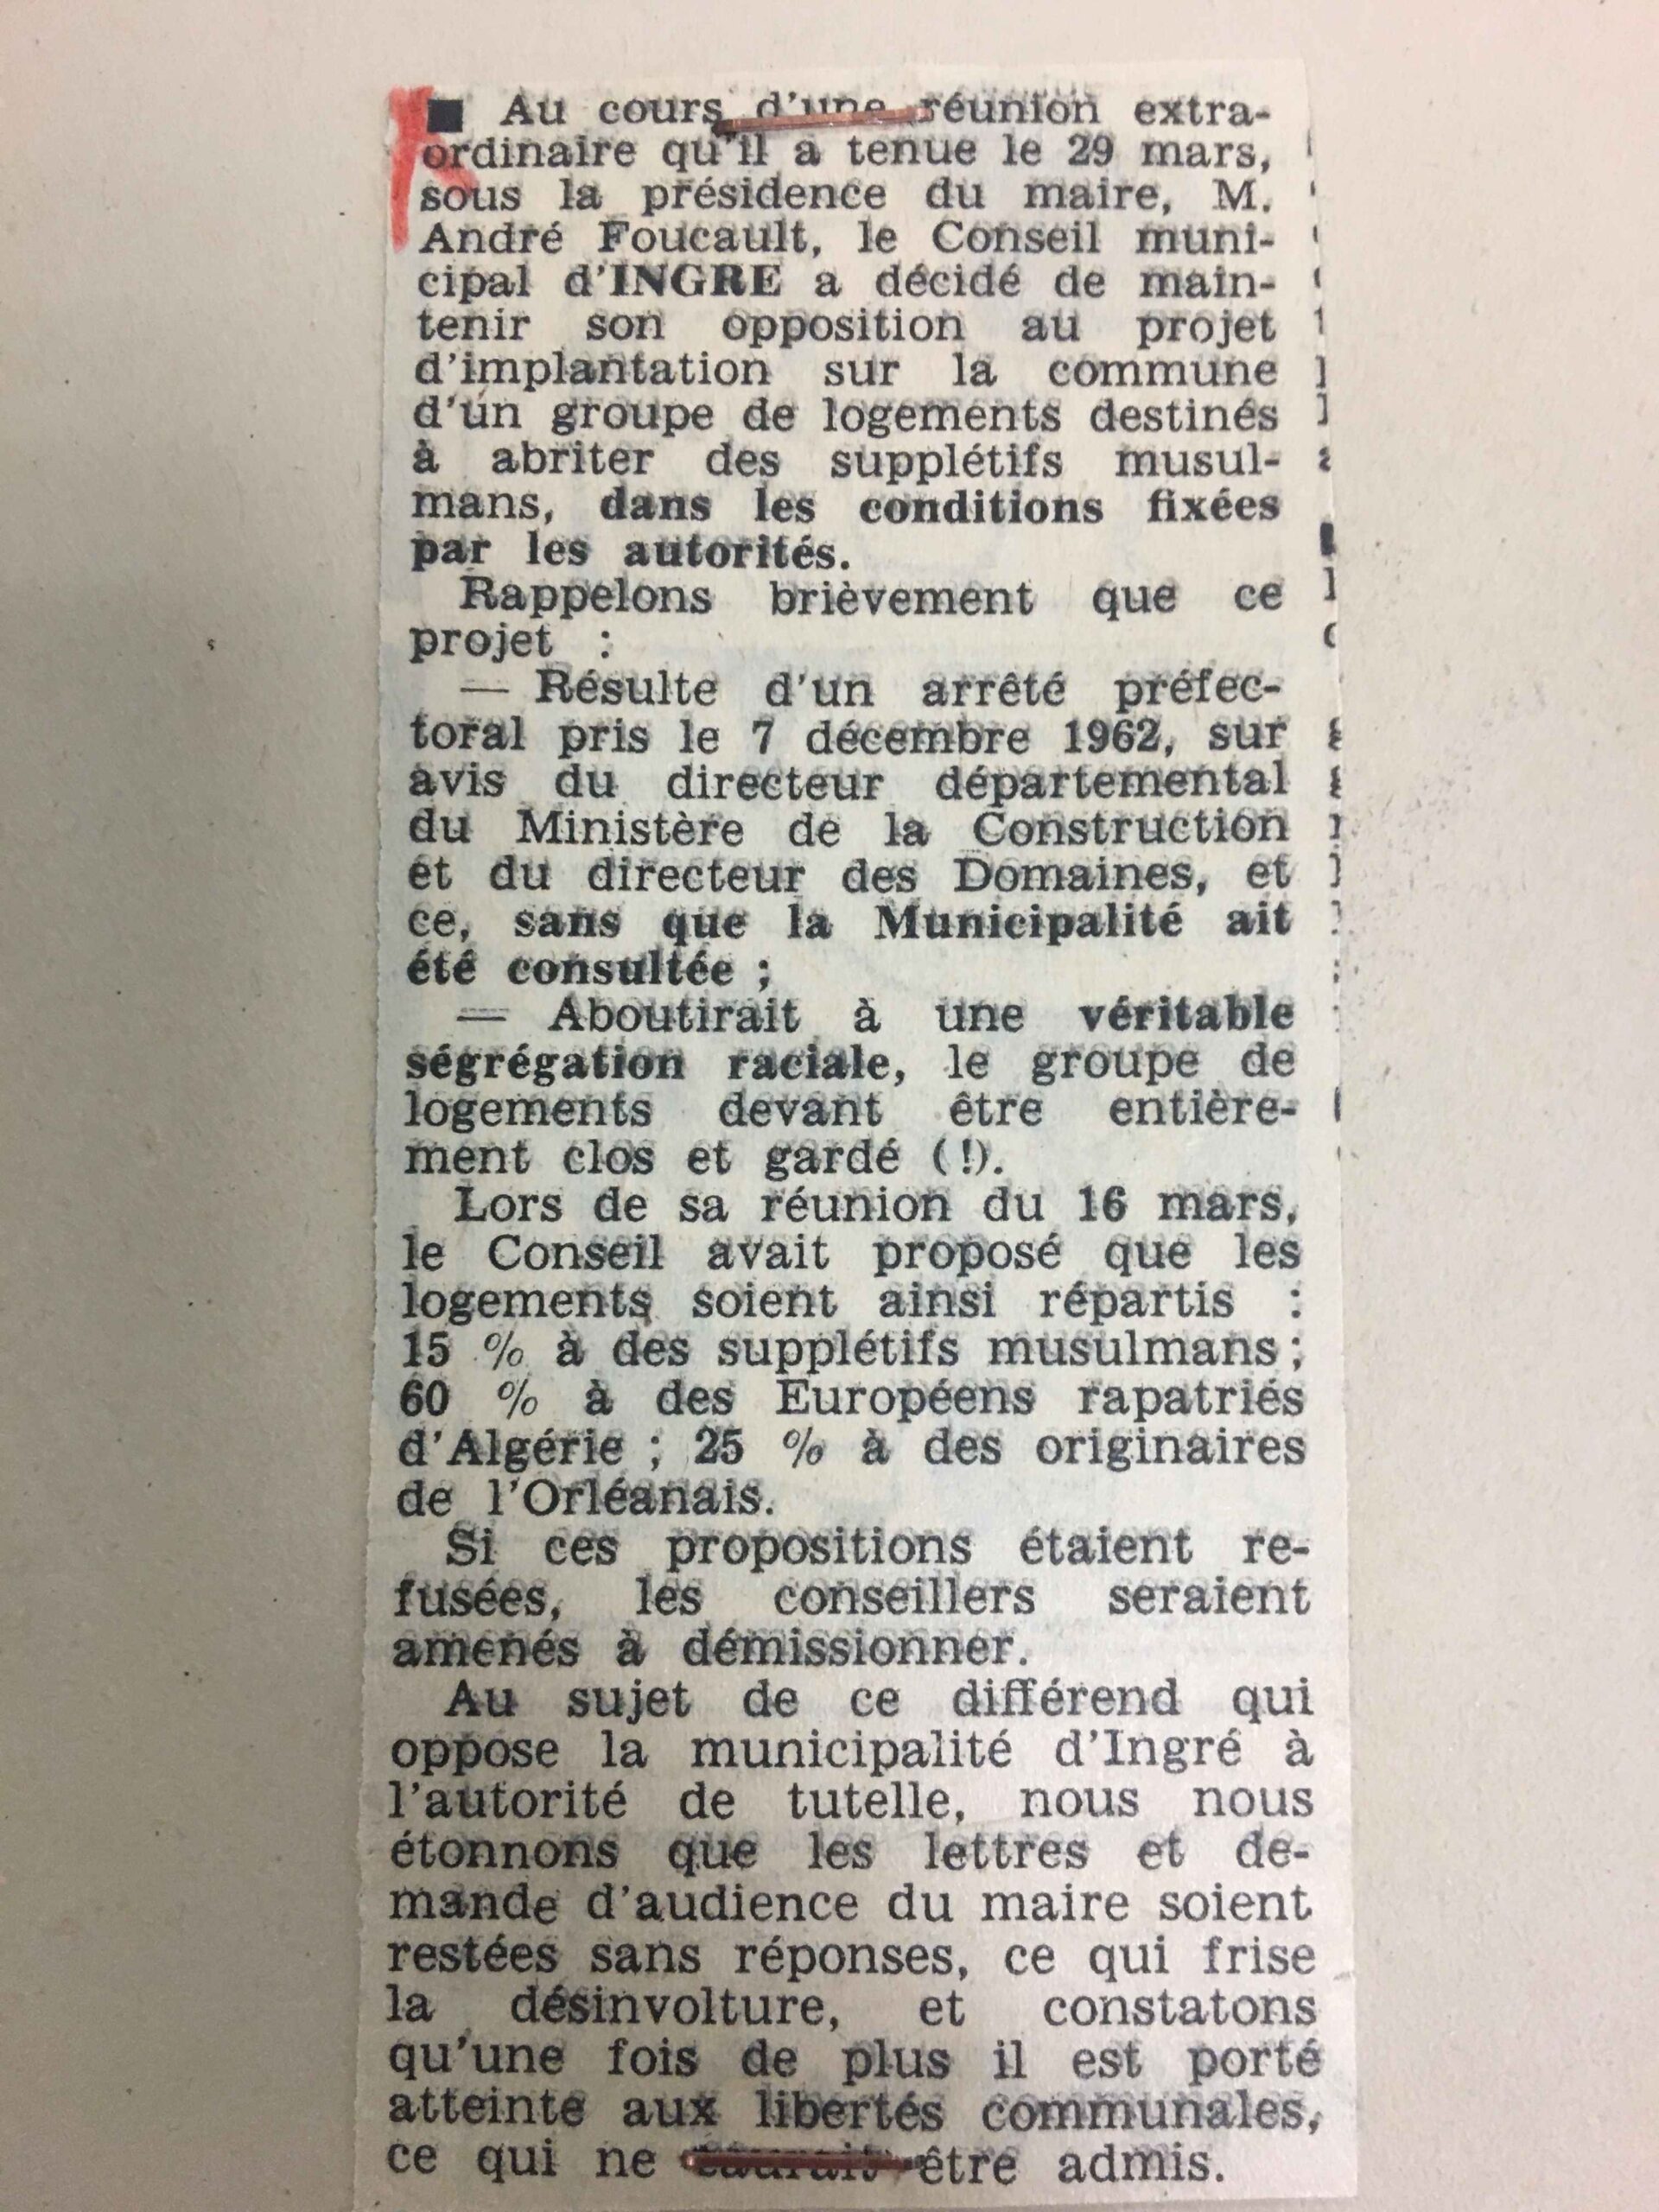 ■ Au cours d'une réunion extra-
ordinaire qu'il a tenue le 29 mars,
sous la présidence du maire, M.
André Foucault, le Conseil muni-
cipal d'INGRE a décidé de main-
tenir son opposition au projet
d'implantation sur la commune
d'un groupe de logements destinés
à abriter des supplétifs musul-
mans, dans les conditions fixées
par les autorités.
Rappelons brièvement que ce
projet :
— Résulte d'un arrêté préfec-
toral pris le 7 décembre 1962, sur
avis du directeur départemental
du Ministère de la Construction
et du directeur des Domaines, et
ce, sans que la Municipalité ait
été consultée ;
— Aboutirait à une véritable
ségrégation raciale, le groupe de
logements devant être entière-
ment clos et gardé (!).
Lors de sa réunion du 16 mars,
le Conseil avait proposé que les
logements soient ainsi répartis :
15 % à des supplétifs musulmans ;
60 % à des Européens rapatriés
d'Algérie ; 25 % à des originaires
de l'Orléanais.
Si ces propositions étaient re-
fusées, les conseillers seraient
amenés à démissionner.
Au sujet de ce différend qui
oppose la municipalité d'Ingré à
l'autorité de tutelle, nous nous
étonnons que les lettres et de-
mande d'audience du maire soient
restées sans réponses, ce qui frise
la désinvolture, et constatons
qu'une fois de plus il est porté
atteinte aux libertés communales,
ce qui ne saurait être admis.